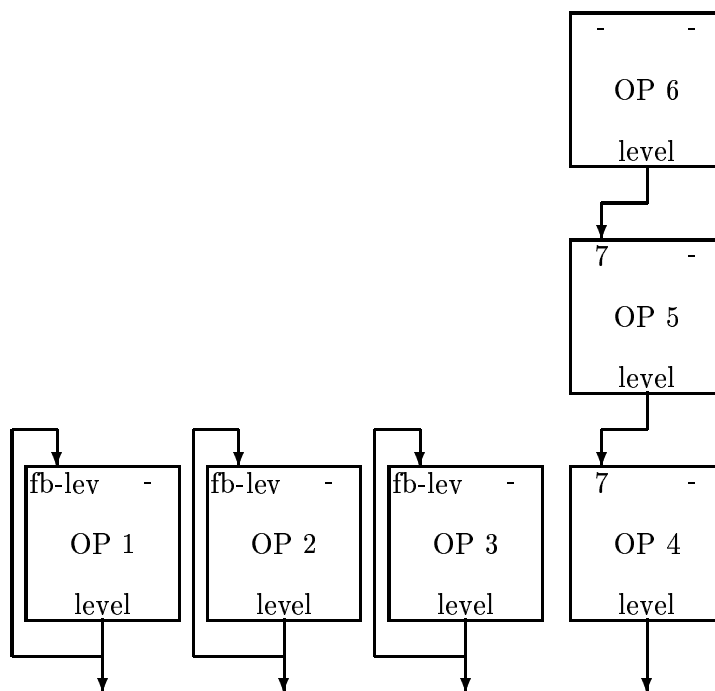 - -
OP 6
level
7 -
OP 5
level
fb-lev - fb-lev - fb-lev - 7 -
OP 1 OP 2 OP 3 OP 4
level level level level